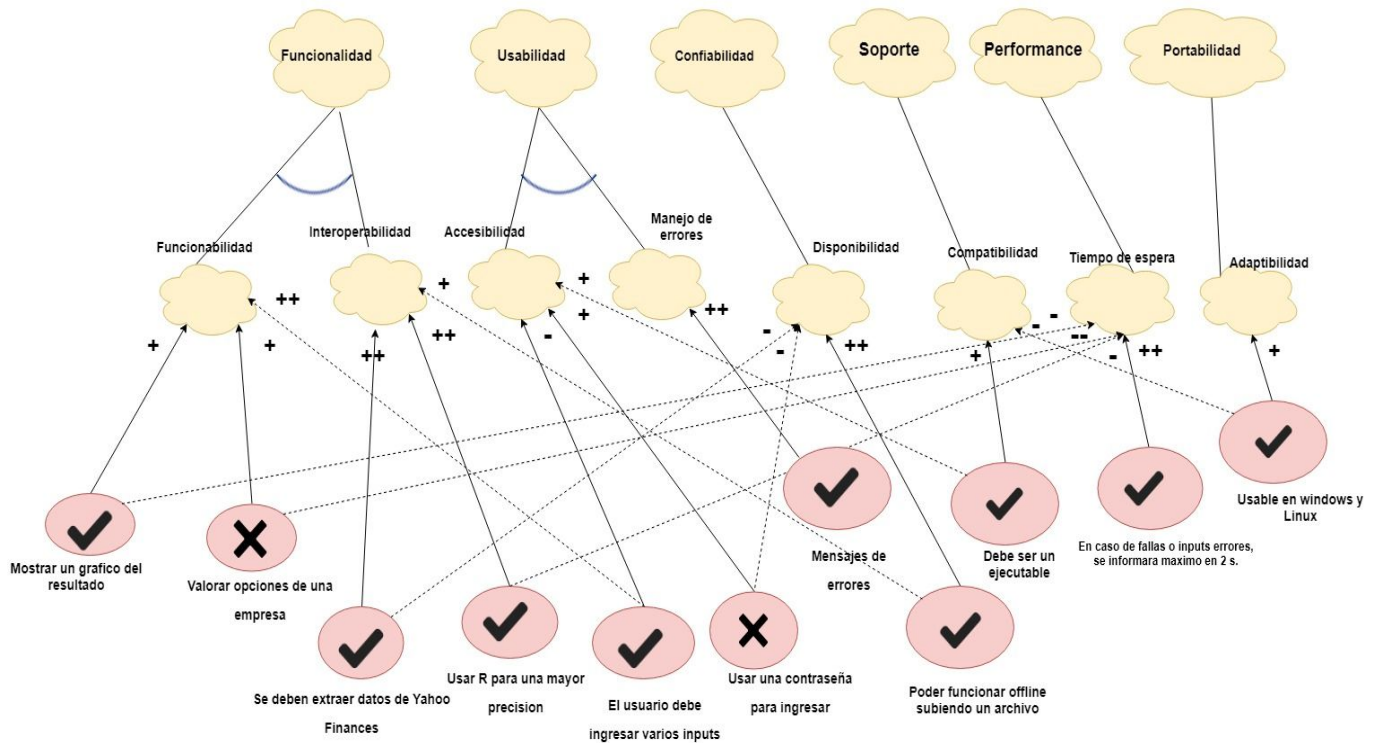 Funcionalidad
Usabilidad
Confiabilidad
Soporte
Performance
Portabilidad
Funcionabilidad
Interoperabilidad
Accesibilidad
Manejo de
errores
Disponibilidad
Compatibilidad
Tiempo de espera
Adaptibilidad
+
+
++
++
++
+
-
+
+
++
-
-
++
+
-
-
--
-
++
+
Mostrar un grafico del
resultado
Valorar opciones de una
empresa
Se deben extraer datos de Yahoo
Finances
Usar R para una mayor
precision
El usuario debe
ingresar varios inputs
Usar una contraseña
para ingresar
Mensajes de
errores
Poder funcionar offline
subiendo un archivo
Debe ser un
ejecutable
En caso de fallas o inputs errores,
se informara maximo en 2 s.
Usable en windows y
Linux